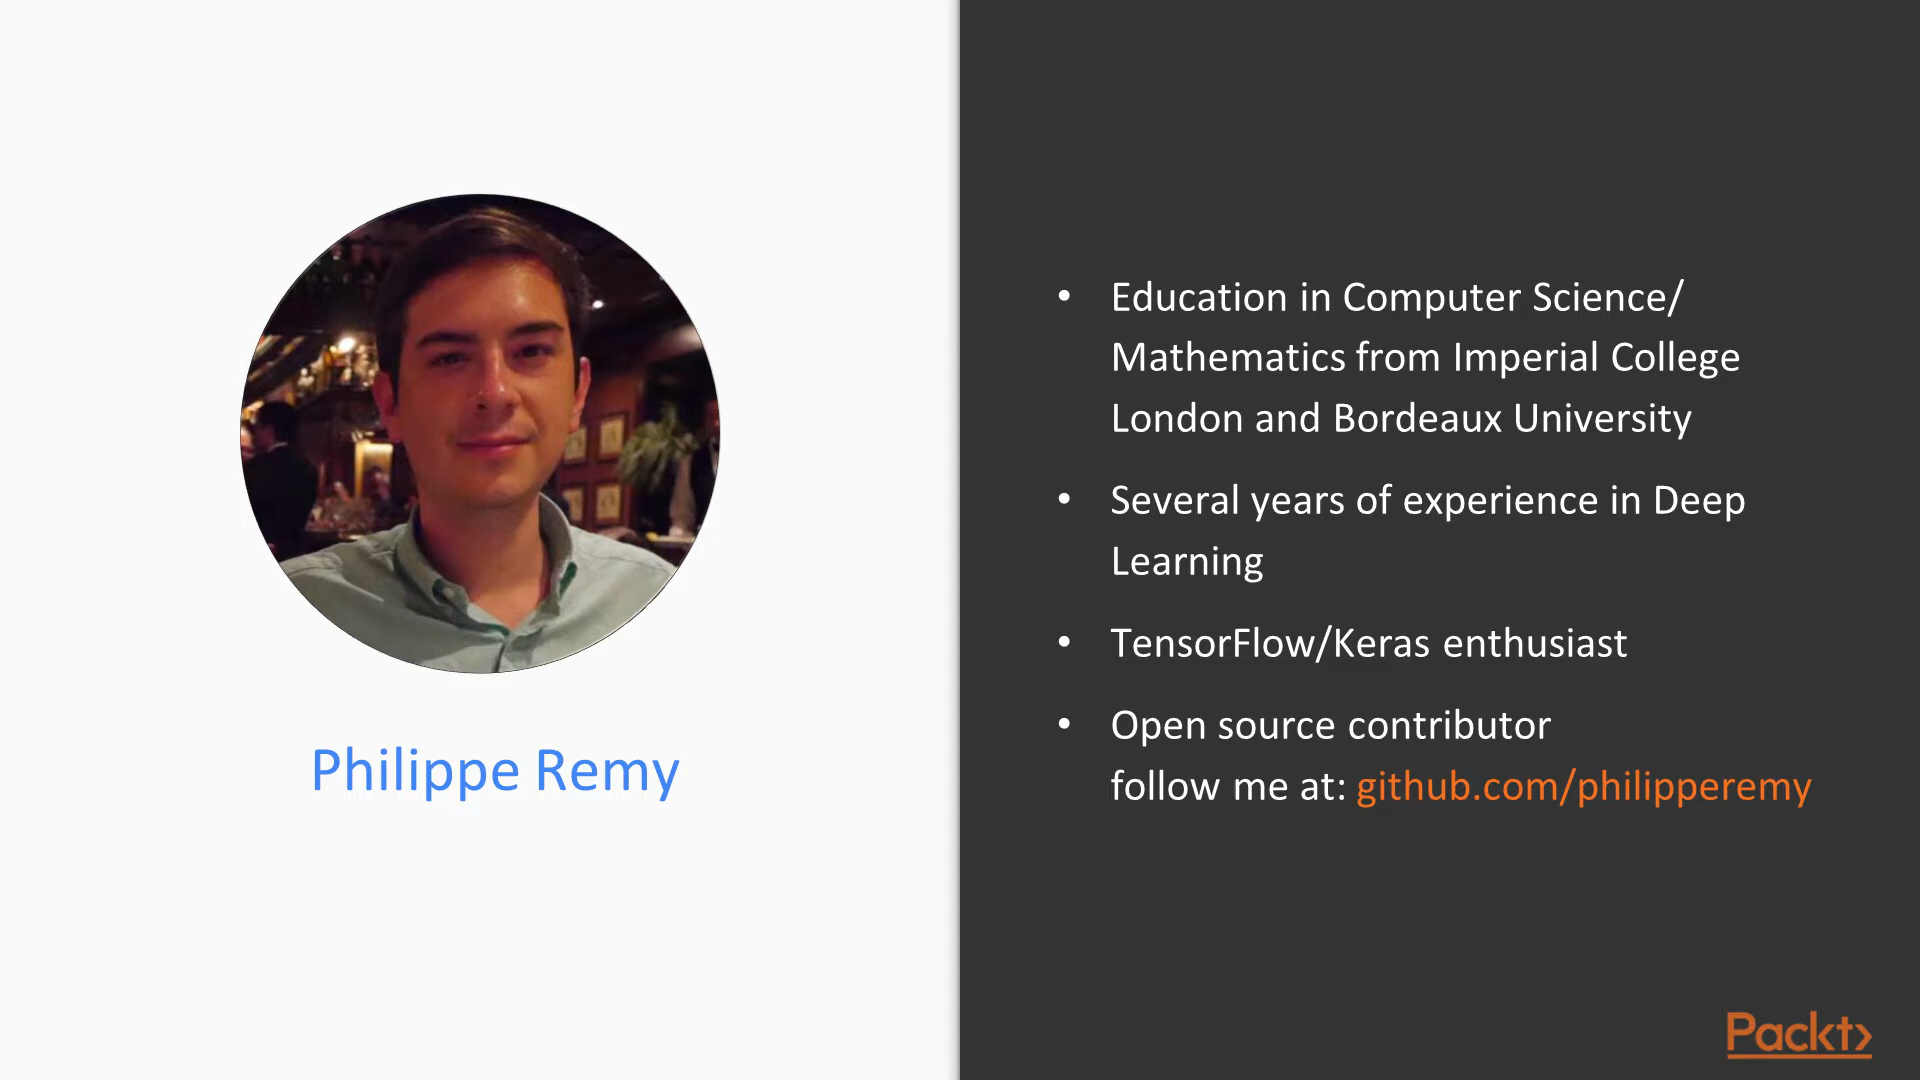 Philippe Remy
• Education in Computer Science/
Mathematics from Imperial College
London and Bordeaux University
• Several years of experience in Deep
Learning
• TensorFlow/Keras enthusiast
• Open source contributor
follow me at: github.com/philipperemy
Packt>